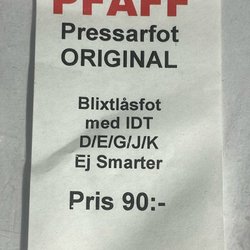 PFAFF
Pressarfot
ORIGINAL
Blixtlåsfot
med IDT
D/E/G/J/K
Ej Smarter
Pris 90:-